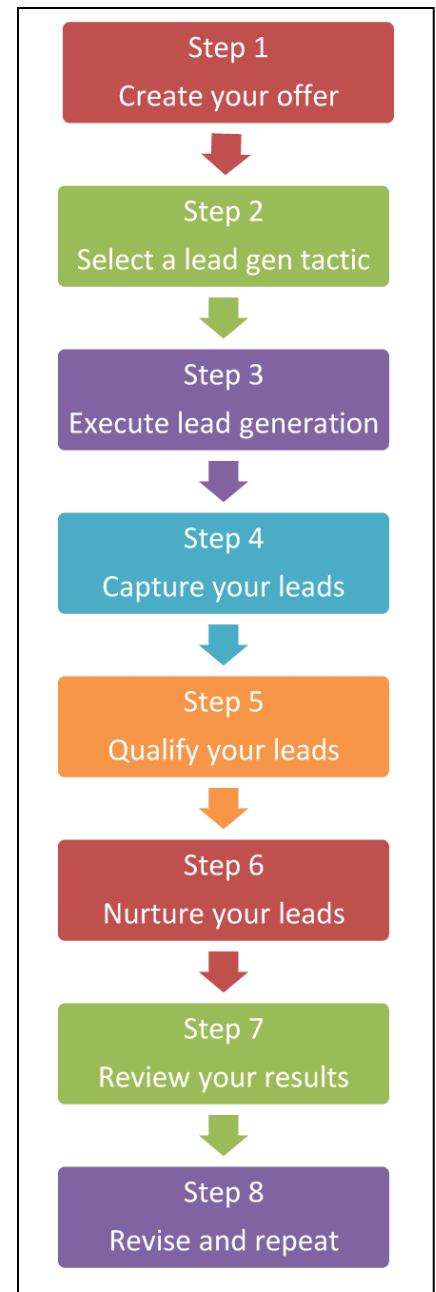 Step 1
Create your offer
Step 2
Select a lead gen tactic
Step 3
Execute lead generation
Step 4
Capture your leads
Step 5
Qualify your leads
Step 6
Nurture your leads
Step 7
Review your results
Step 8
Revise and repeat